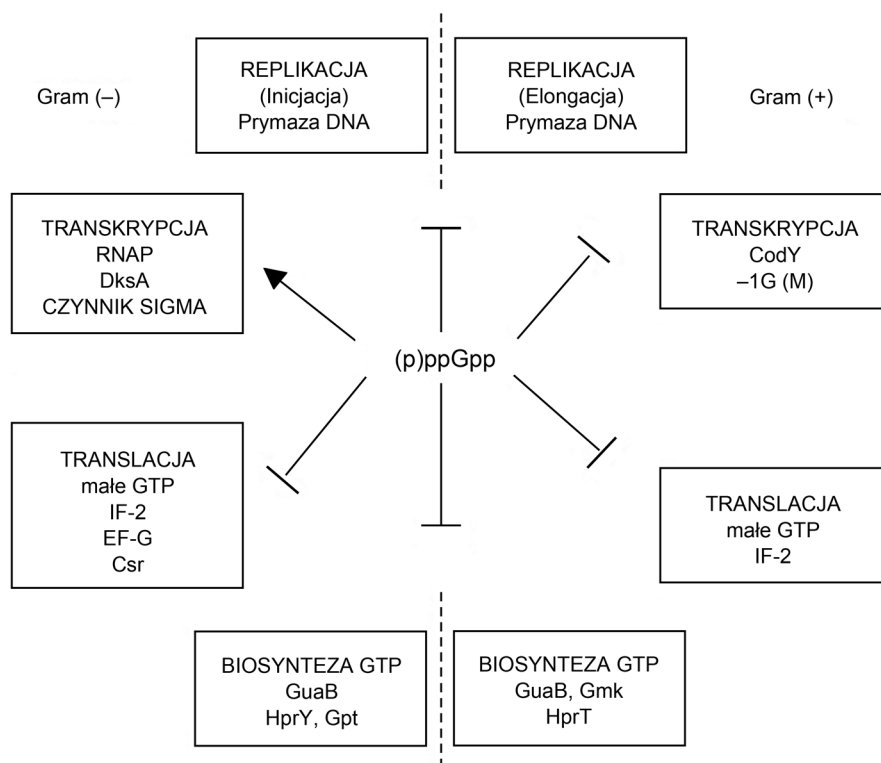 Gram (–)
REPLIKACJA
(Inicjacja)
Prymaza DNA
REPLIKACJA
(Elongacja)
Prymaza DNA
Gram (+)
TRANSKRYPCJA
RNAP
DksA
CZYNNIK SIGMA
TRANSKRYPCJA
CodY
–1G (M)
(p)ppGpp
TRANSLACJA
małe GTP
IF-2
EF-G
Csr
TRANSLACJA
małe GTP
IF-2
BIOSYNTEZA GTP
GuaB
HprY, Gpt
BIOSYNTEZA GTP
GuaB, Gmk
HprT